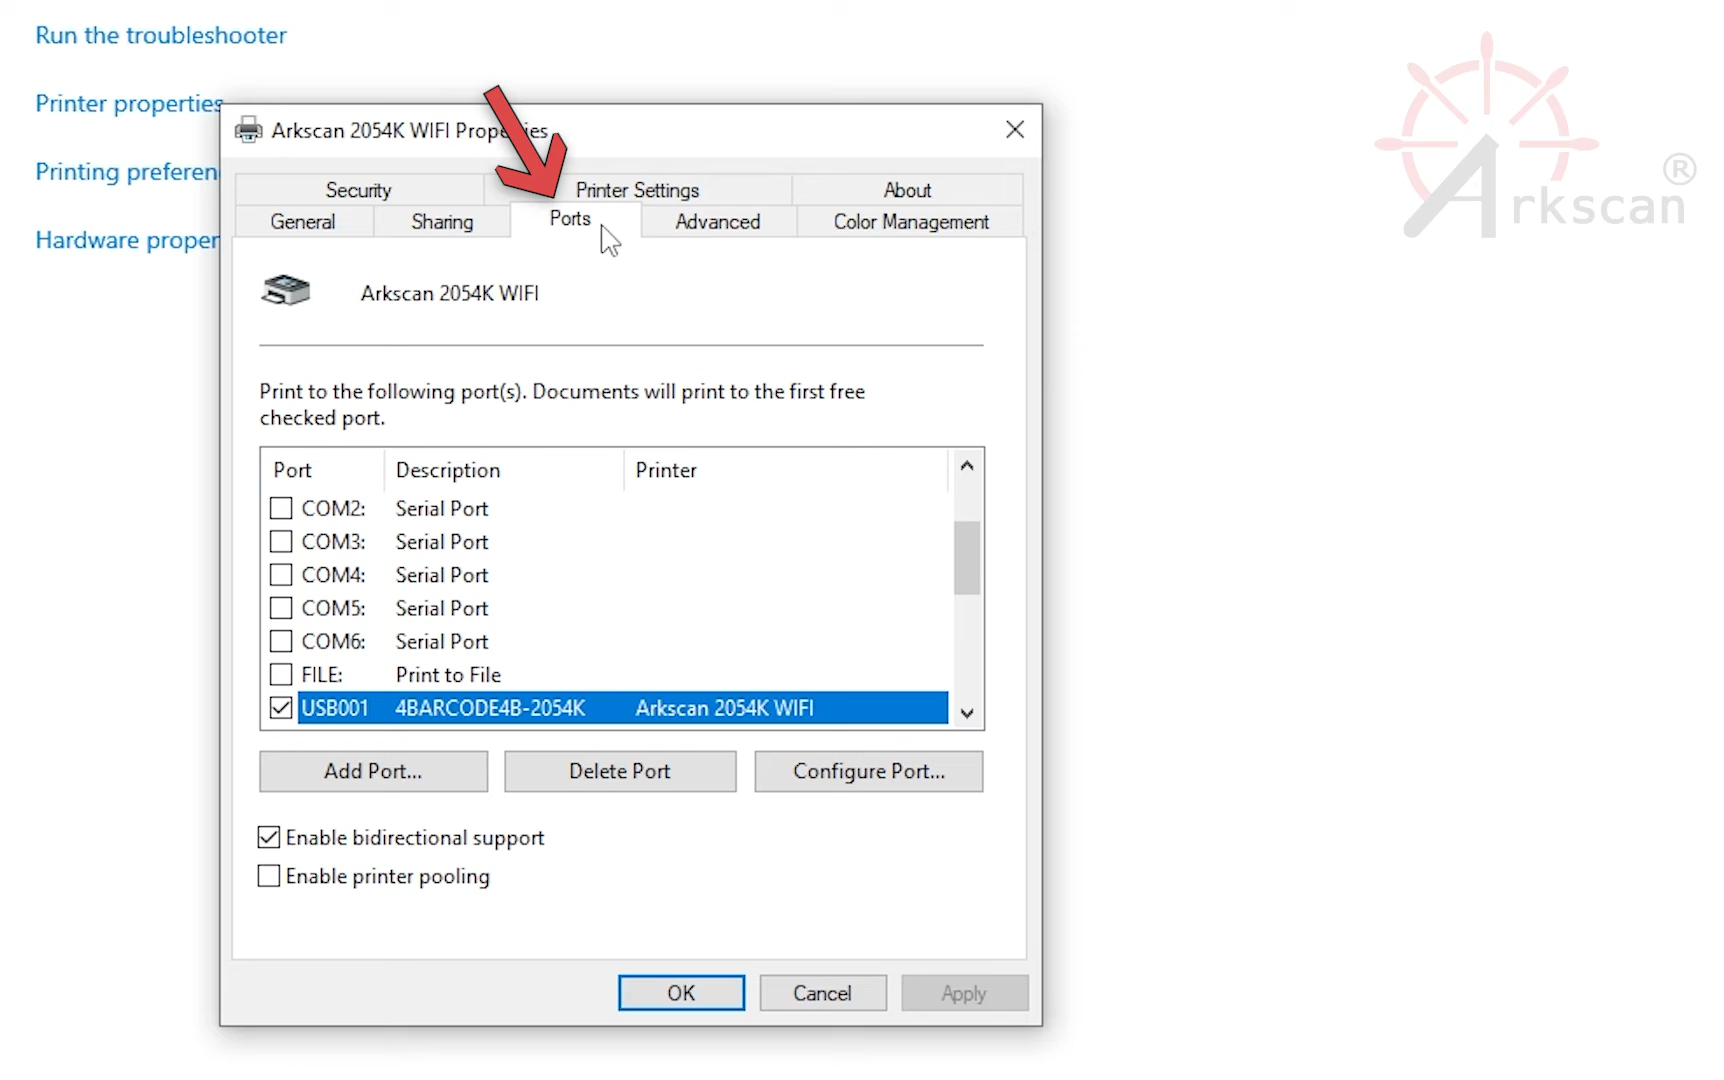 Run the troubleshooter
Printer properties
Printing preferen
Hardware proper
Arkscan®
Arkscan 2054K WIFI Prop es
Security Printer Settings About
General Sharing Ports Advanced Color Management
Arkscan 2054K WIFI
Print to the following port(s). Documents will print to the first free
checked port.
Port Description Printer
COM2: Serial Port
COM3: Serial Port
COM4: Serial Port
COM5: Serial Port
COM6: Serial Port
FILE: Print to File
USB001 4BARCODE4B-2054K Arkscan 2054K WIFI
Add Port... Delete Port Configure Port...
Enable bidirectional support
Enable printer pooling
OK Cancel Apply